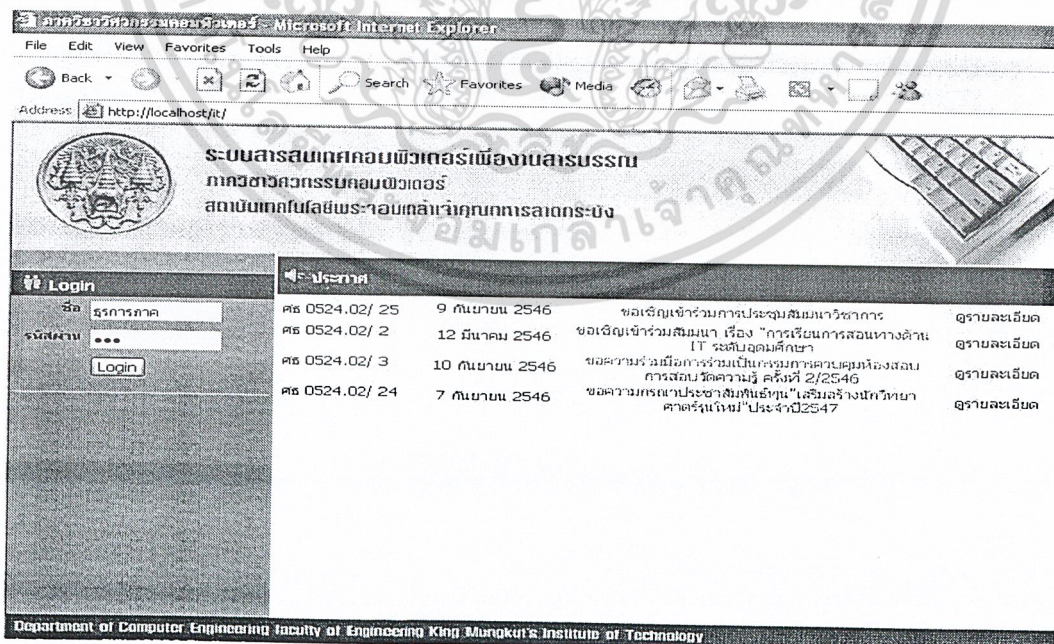 ภาควิชาวิศวกรรมคอมพิวเตอร์ - Microsoft Internet Explorer
File Edit View Favorites Tools Help
Back Search Favorites Media
Address http://localhost/it/
ระบบสารสนเทศคอมพิวเตอร์เพื่องานสารบรรณ
ภาควิชาวิศวกรรมคอมพิวเตอร์
สถาบันเทคโนโลยีพระจอมเกล้าเจ้าคุณทหารลาดกระบัง
Login
ชื่อ ธุรการภาค
รหัสผ่าน
Login
ประกาศ
ศธ 0524.02/ 25 9 กันยายน 2546 ขอเชิญเข้าร่วมการประชุมสัมมนาวิชาการ ดูรายละเอียด
ศธ 0524.02/ 2 12 มีนาคม 2546 ขอเชิญเข้าร่วมสัมมนา เรื่อง "การเรียนการสอนทางด้าน
IT ระดับอุดมศึกษา ดูรายละเอียด
ศธ 0524.02/ 3 10 กันยายน 2546 ขอความร่วมมือการร่วมเป็นกรรมการควบคุมห้องสอบ
การสอบวัดความรู้ ครั้งที่ 2/2546 ดูรายละเอียด
ศธ 0524.02/ 24 7 กันยายน 2546 ขอความกรุณาประชาสัมพันธ์ทุน"เสริมสร้างนักวิทยา
ศาตร์รุ่นใหม่"ประจำปี2547 ดูรายละเอียด
Department of Computer Engineering faculty of Engineering King Mungkut's Institute of Technology